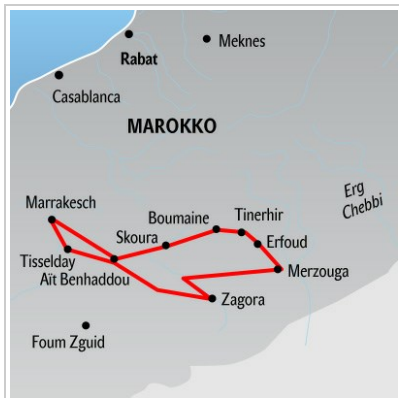 Meknes
Rabat
Casablanca
MAROKKO
Erg
Chebbi
Marrakesch
Boumaine
Tinerhir
Skoura
Erfoud
Tisselday
Aït Benhaddou
Merzouga
Zagora
Foum Zguid